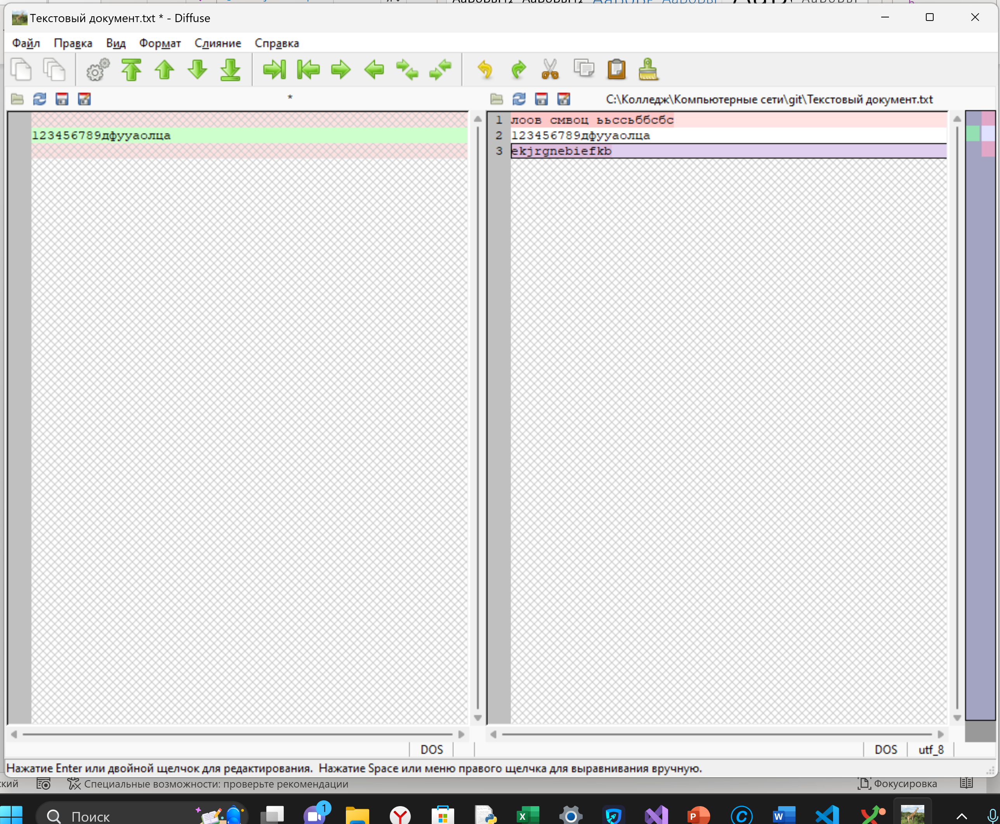 Текстовый документ.txt * - Diffuse
Файл Правка Вид Формат Слияние Справка
*
C:\Колледж\Компьютерные сети\git\Текстовый документ.txt
123456789дфууаолца
1 лоов смвоц ььссьббсбс
2 123456789дфууаолца
3 ekjrgnebiefkb
DOS
DOS utf_8
Нажатие Enter или двойной щелчок для редактирования. Нажатие Space или меню правого щелчка для выравнивания вручную.
Специальные возможности: проверьте рекомендации
Фокусировка
Поиск
1